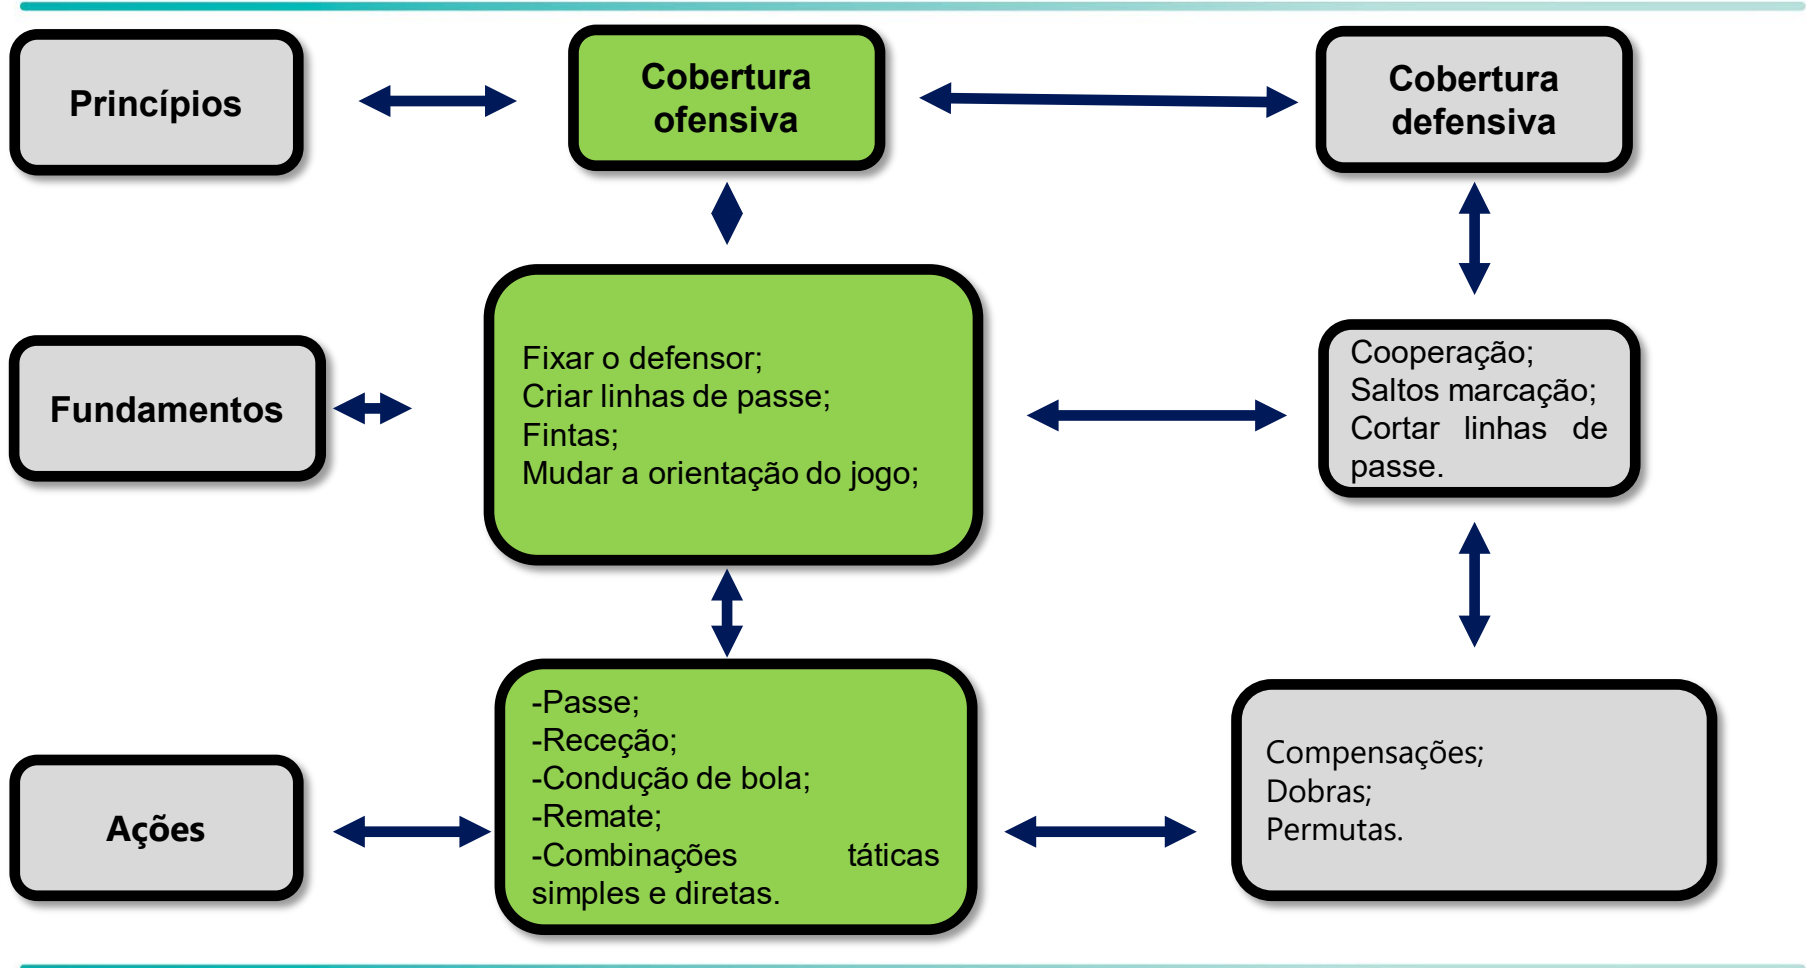 Princípios
Cobertura
ofensiva
Cobertura
defensiva
Fundamentos
Fixar o defensor;
Criar linhas de passe;
Fintas;
Mudar a orientação do jogo;
Cooperação;
Saltos marcação;
Cortar linhas de
passe.
Ações
-Passe;
-Receção;
-Condução de bola;
-Remate;
-Combinações táticas
simples e diretas.
Compensações;
Dobras;
Permutas.